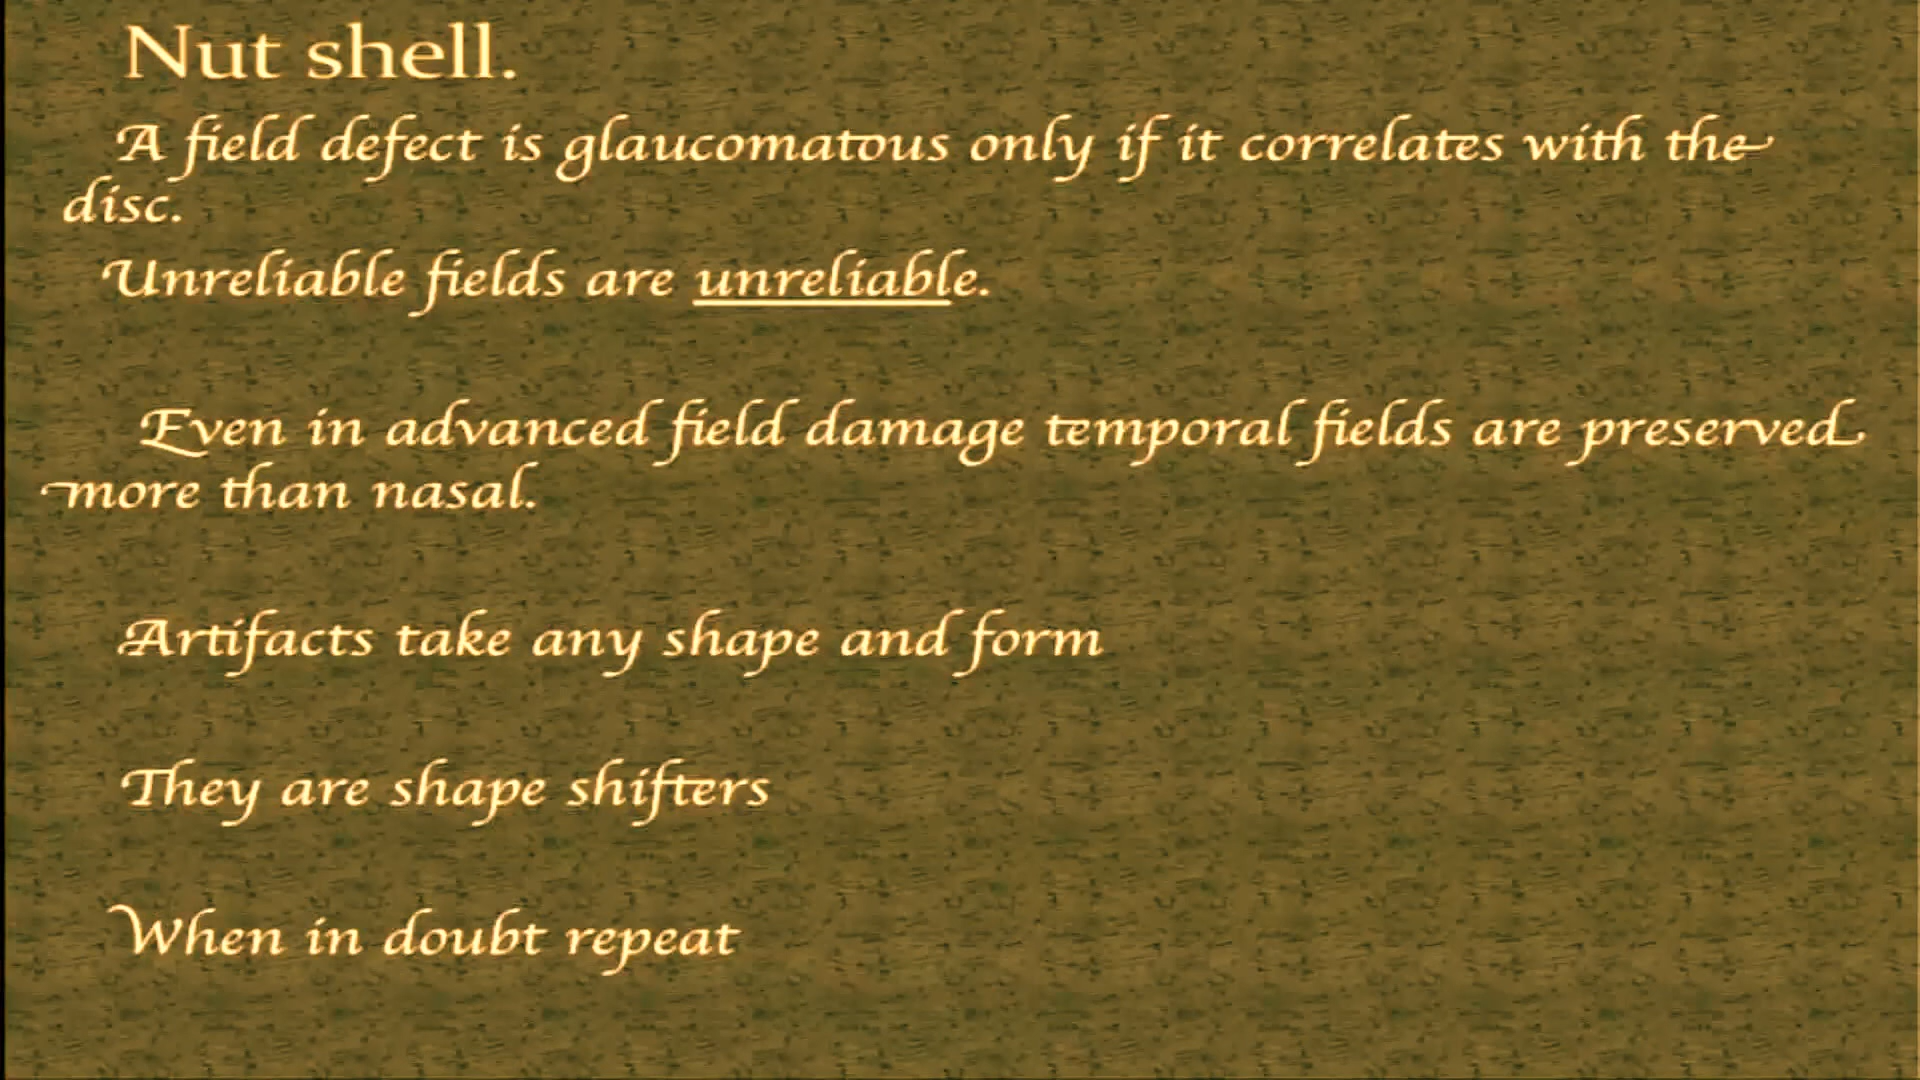 Nut shell.
A field defect is glaucomatous only if it correlates with the
disc.
Unreliable fields are unreliable.
Even in advanced field damage temporal fields are preserved
more than nasal.
Artifacts take any shape and form
They are shape shifters
When in doubt repeat